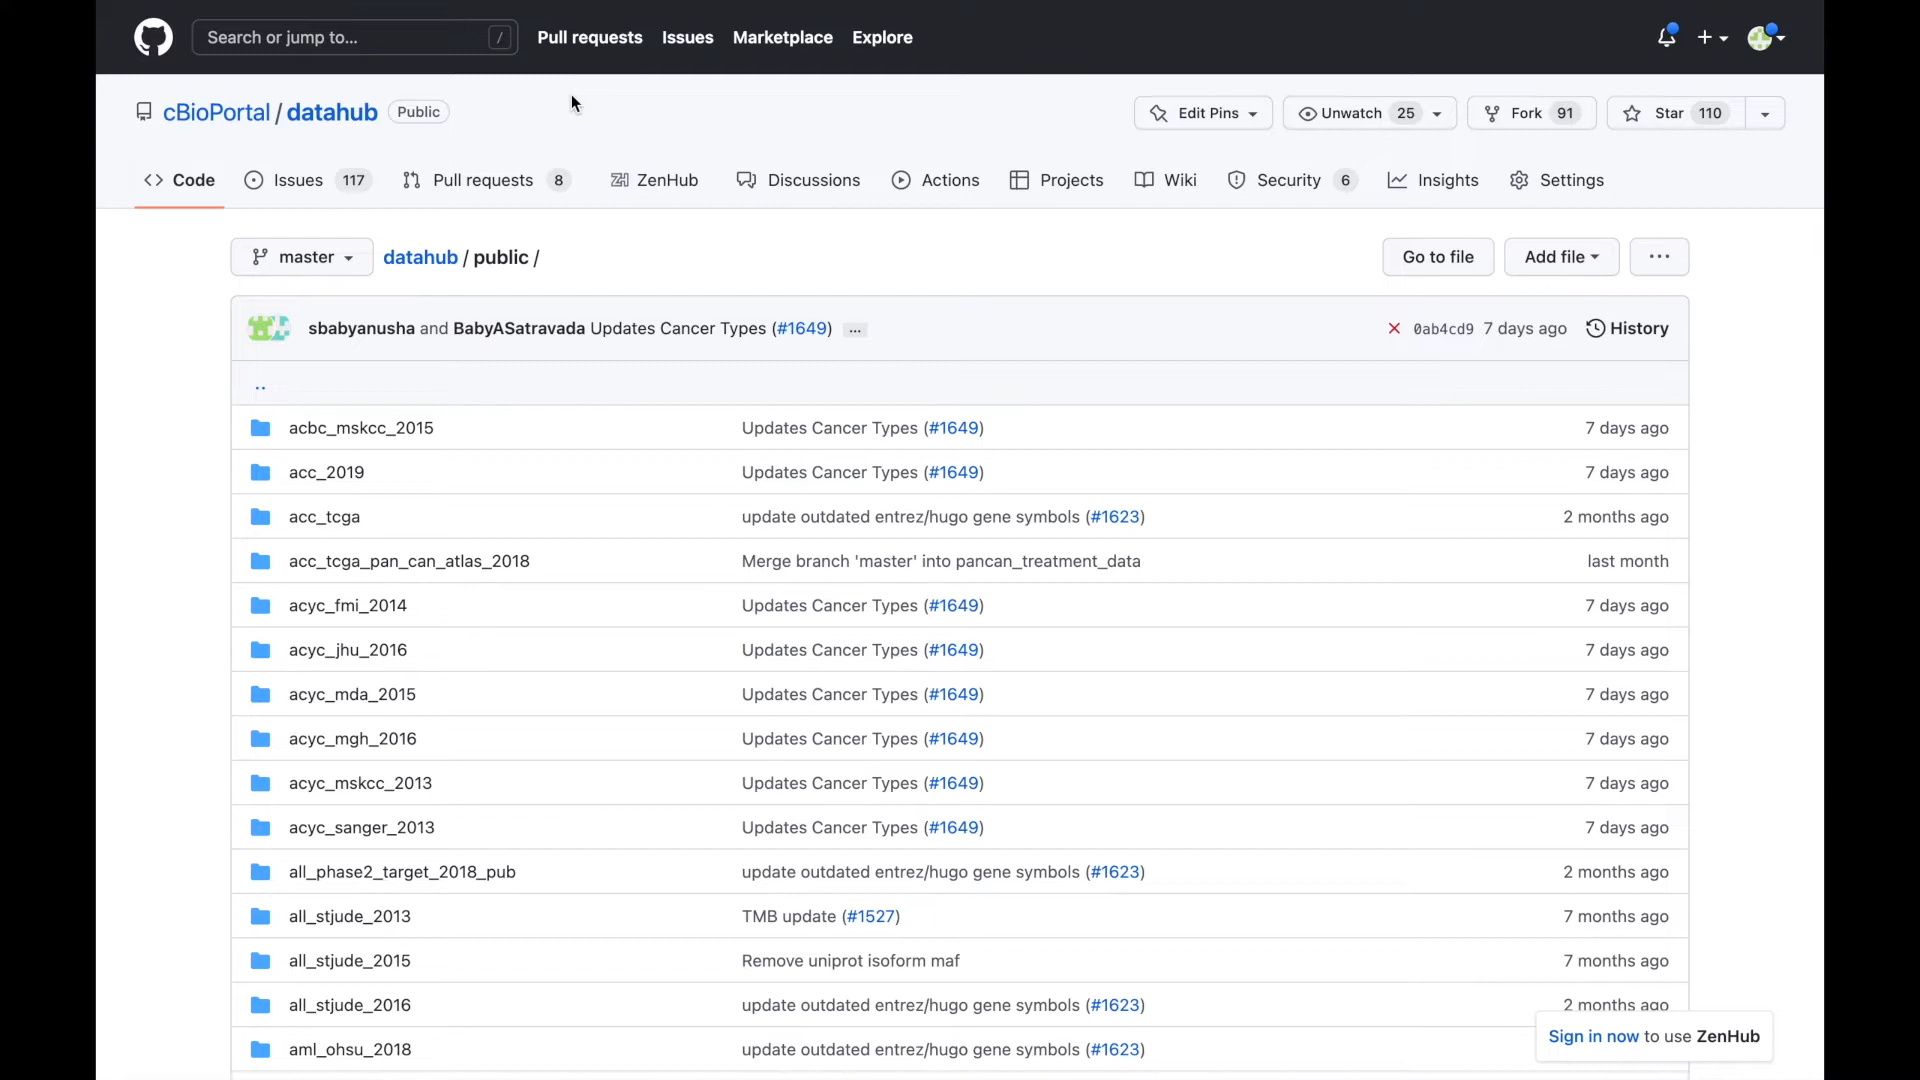 Search or jump to... / Pull requests Issues Marketplace Explore
cBioPortal / datahub Public Edit Pins Unwatch 25 Fork 91 Star 110
Code Issues 117 Pull requests 8 ZenHub Discussions Actions Projects Wiki Security 6 Insights Settings
master datahub / public / Go to file Add file ...
sbabyanusha and BabyASatravada Updates Cancer Types (#1649) ... 0ab4cd9 7 days ago History
..
acbc_mskcc_2015 Updates Cancer Types (#1649) 7 days ago
acc_2019 Updates Cancer Types (#1649) 7 days ago
acc_tcga update outdated entrez/hugo gene symbols (#1623) 2 months ago
acc_tcga_pan_can_atlas_2018 Merge branch 'master' into pancan_treatment_data last month
acyc_fmi_2014 Updates Cancer Types (#1649) 7 days ago
acyc_jhu_2016 Updates Cancer Types (#1649) 7 days ago
acyc_mda_2015 Updates Cancer Types (#1649) 7 days ago
acyc_mgh_2016 Updates Cancer Types (#1649) 7 days ago
acyc_mskcc_2013 Updates Cancer Types (#1649) 7 days ago
acyc_sanger_2013 Updates Cancer Types (#1649) 7 days ago
all_phase2_target_2018_pub update outdated entrez/hugo gene symbols (#1623) 2 months ago
all_stjude_2013 TMB update (#1527) 7 months ago
all_stjude_2015 Remove uniprot isoform maf 7 months ago
all_stjude_2016 update outdated entrez/hugo gene symbols (#1623) 2 months ago
aml_ohsu_2018 update outdated entrez/hugo gene symbols (#1623)
Sign in now to use ZenHub